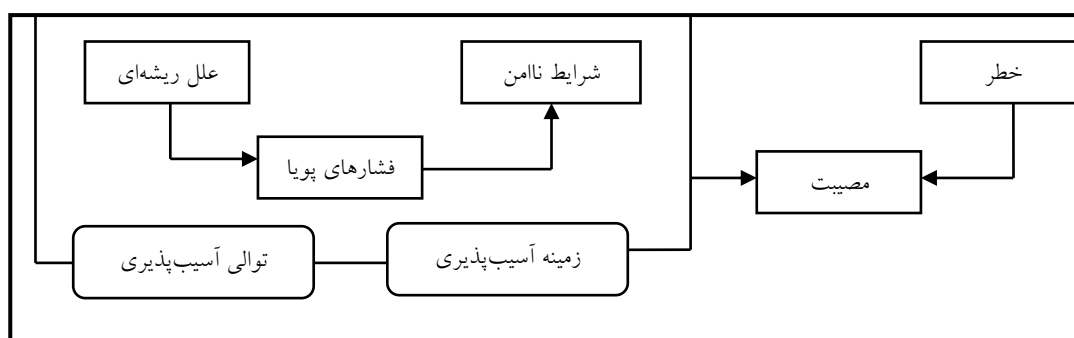 خطر
شرایط ناامن
علل ریشه‌ای
مصیبت
فشارهای پویا
زمینه آسیب‌پذیری
توالی آسیب‌پذیری